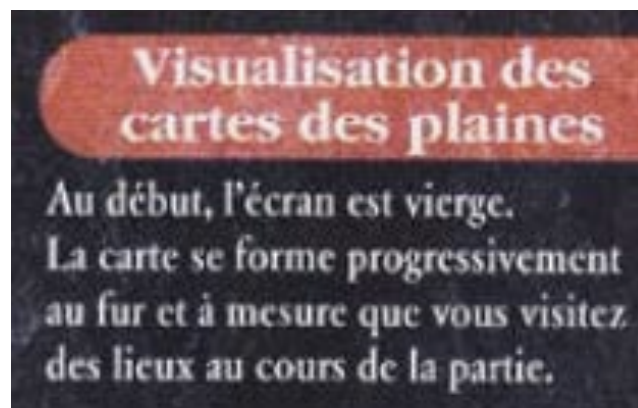 Visualisation des
cartes des plaines
Au début, l'écran est vierge.
La carte se forme progressivement
au fur et à mesure que vous visitez
des lieux au cours de la partie.